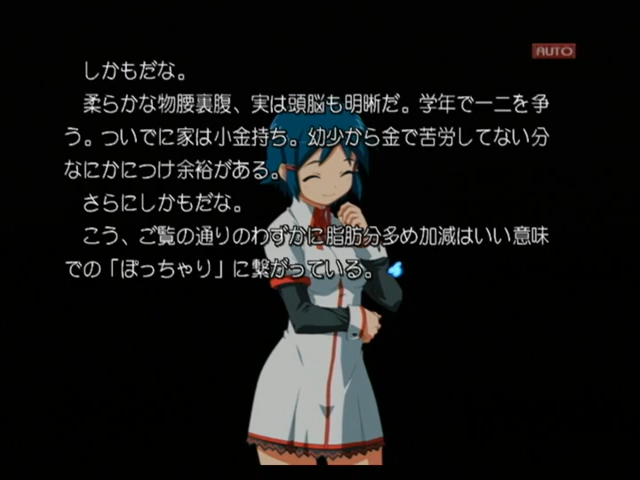 AUTO
しかもだな。
柔らかな物腰裏腹、実は頭脳も明晰だ。学年で一二を争
う。ついでに家は小金持ち。幼少から金で苦労してない分
なにかにつけ余裕がある。
さらにしかもだな。
こう、ご覧の通りのわずかに脂肪分多め加減はいい意味
での「ぽっちゃり」に繋がっている。